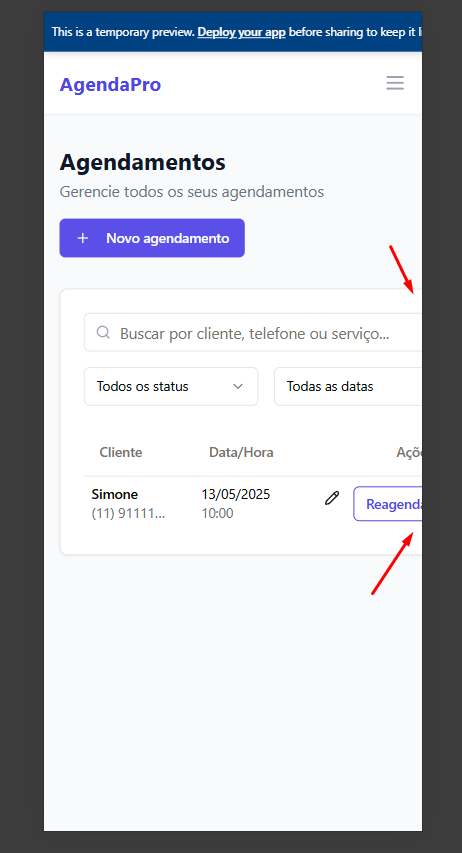 This is a temporary preview. Deploy your app before sharing to keep it
AgendaPro
Agendamentos
Gerencie todos os seus agendamentos
+ Novo agendamento
Buscar por cliente, telefone ou serviço...
Todos os status
Todas as datas
Cliente Data/Hora Açõ
Simone 13/05/2025
(11) 91111... 10:00
Reagenda